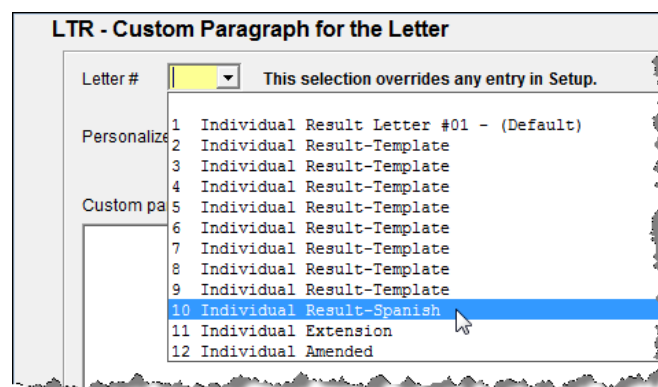 LTR - Custom Paragraph for the Letter
Letter # This selection overrides any entry in Setup.
1 Individual Result Letter #01 - (Default)
Personalize
2 Individual Result-Template
3 Individual Result-Template
4 Individual Result-Template
Custom pa
5 Individual Result-Template
6 Individual Result-Template
7 Individual Result-Template
8 Individual Result-Template
9 Individual Result-Template
10 Individual Result-Spanish
11 Individual Extension
12 Individual Amended